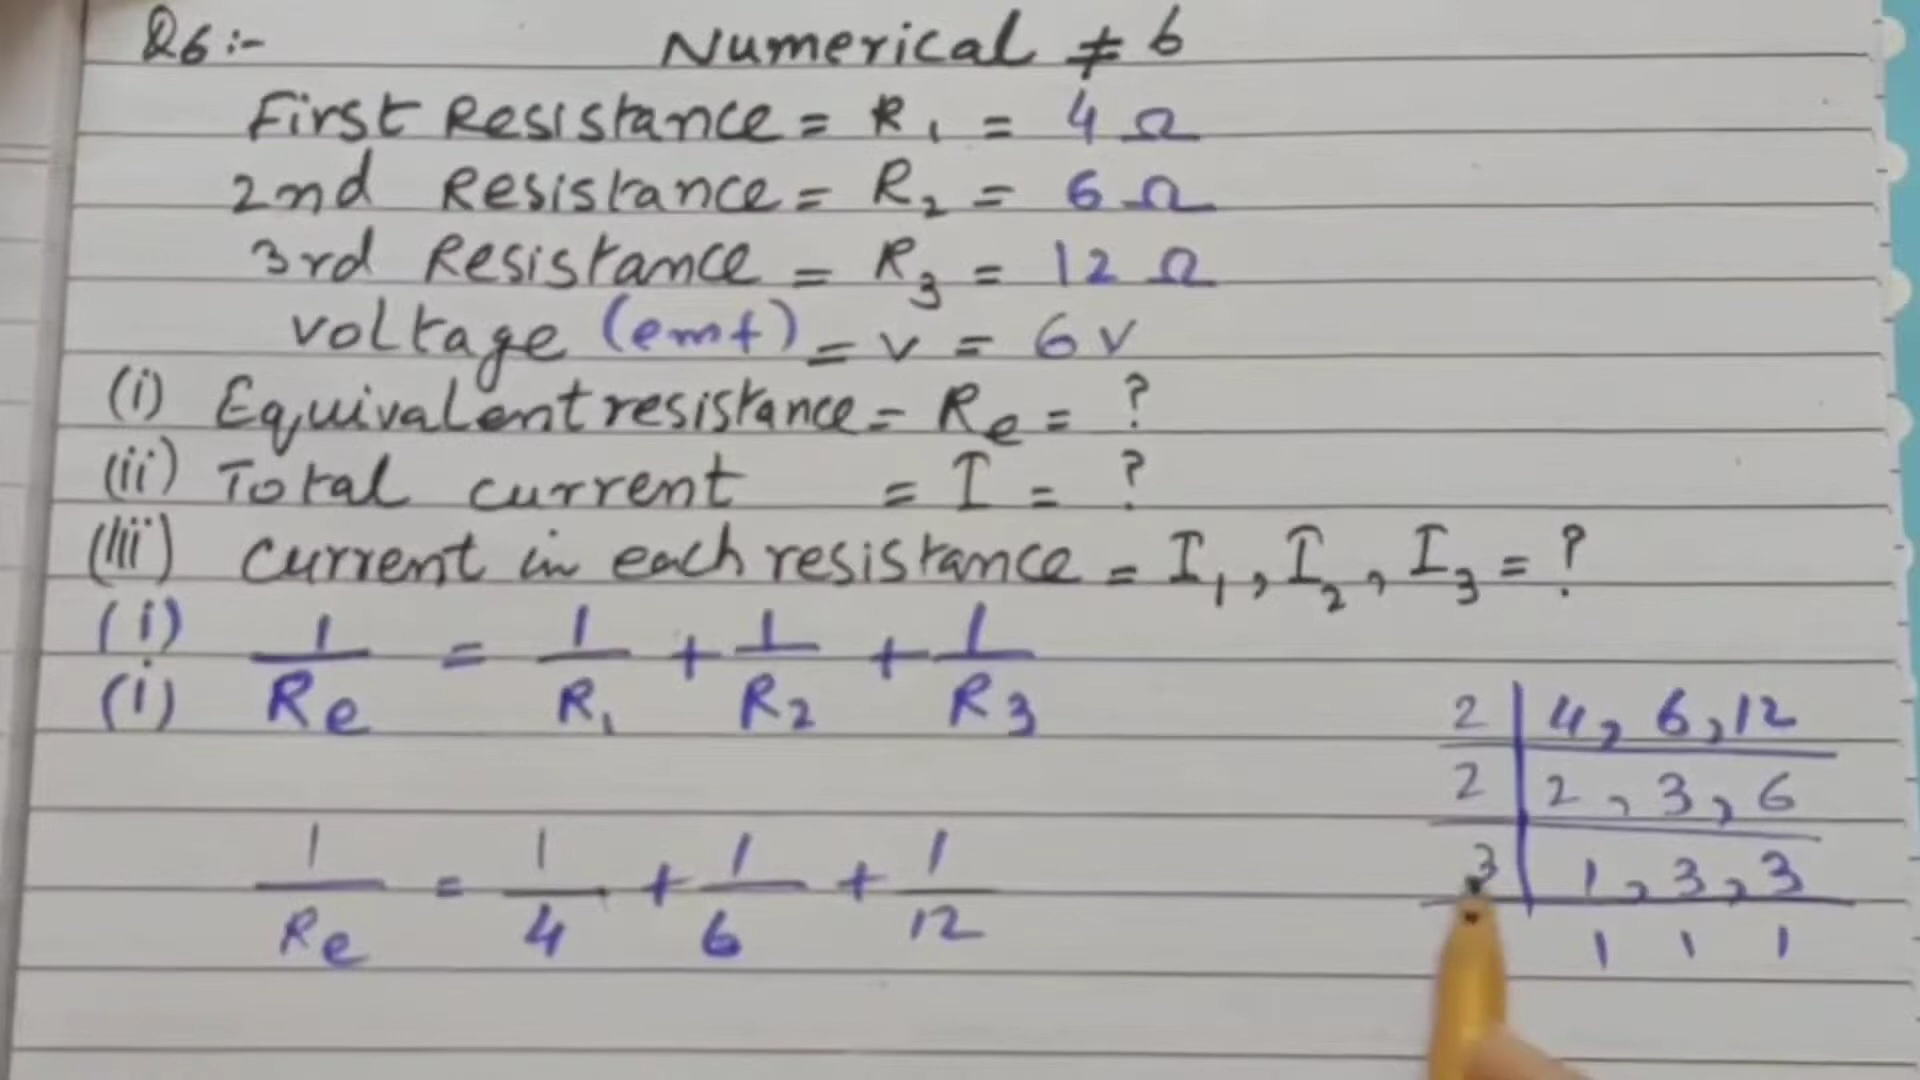 Q6:- Numerical ≠ 6
First Resistance = R₁ = 4 Ω
2nd Resistance = R₂ = 6 Ω
3rd Resistance = R₃ = 12 Ω
voltage (emf) = v = 6 v
(i) Equivalent resistance = Re = ?
(ii) Total current = I = ?
(iii) Current in each resistance = I₁, I₂, I₃ = ?
(i)
(i) 1/Re = 1/R₁ + 1/R₂ + 1/R₃
1/Re = 1/4 + 1/6 + 1/12
2 | 4, 6, 12
2 | 2, 3, 6
3 | 1, 3, 3
1 1 1